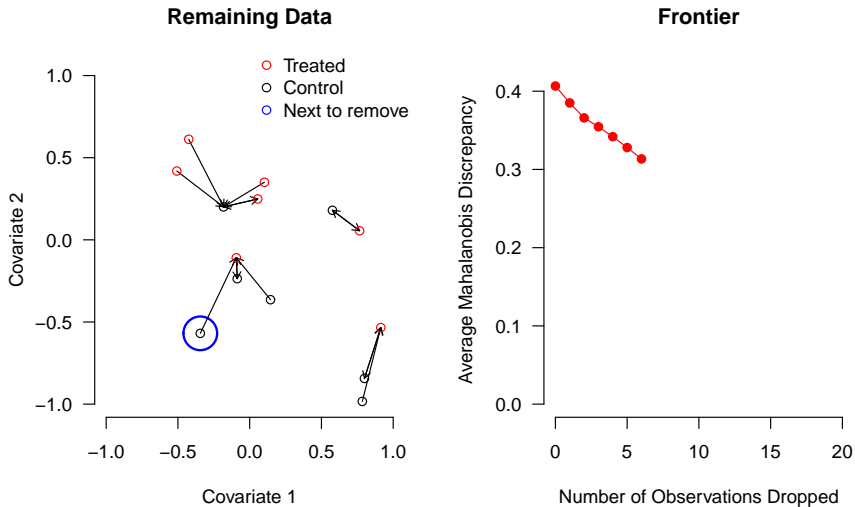 Remaining Data
Treated
Control
Next to remove
1.0
0.5
0.0
−0.5
−1.0
Covariate 2
−1.0 −0.5 0.0 0.5 1.0
Covariate 1
Frontier
0.4
0.3
0.2
0.1
0.0
Average Mahalanobis Discrepancy
0 5 10 15 20
Number of Observations Dropped